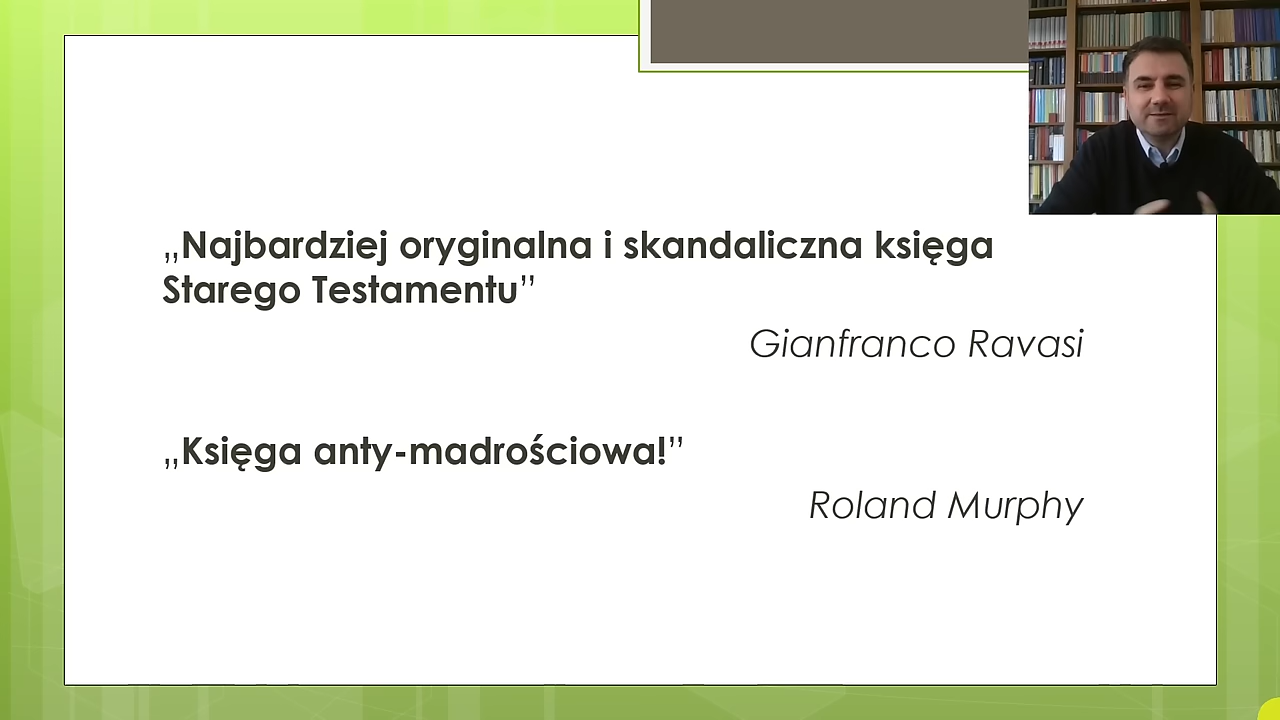 „Najbardziej oryginalna i skandaliczna księga
Starego Testamentu”
Gianfranco Ravasi
„Księga anty-madrościowa!”
Roland Murphy